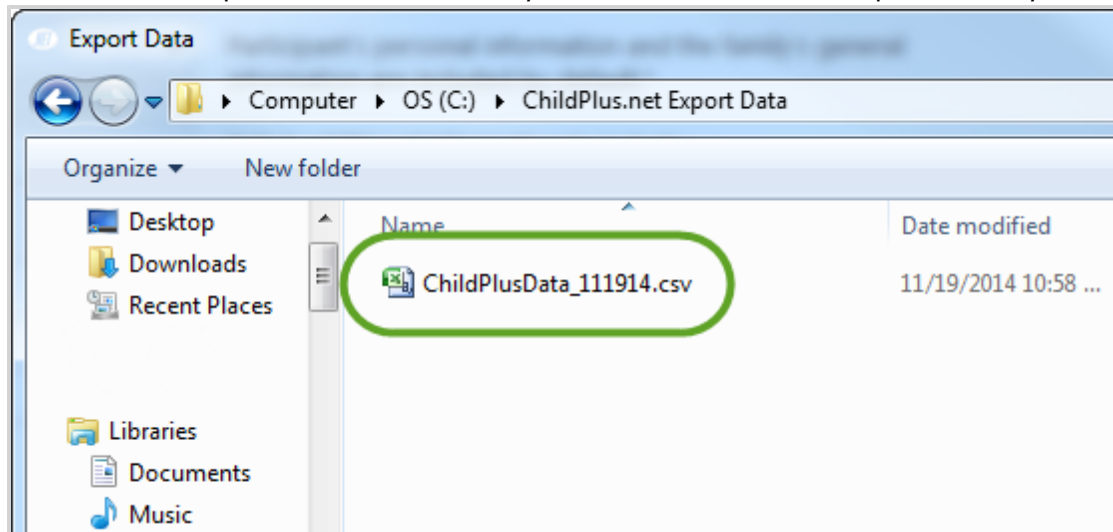 Export Data
Computer ▸ OS (C:) ▸ ChildPlus.net Export Data
Organize ▾ New folder
Desktop
Downloads
Recent Places
Libraries
Documents
Music
Name Date modified
ChildPlusData_111914.csv 11/19/2014 10:58 ...